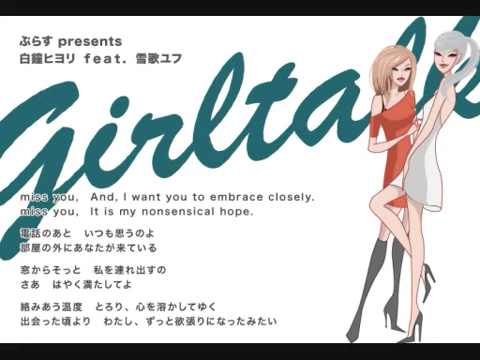 ぷらす presents
白鐘ヒヨリ feat. 雪歌ユフ
Girltalk
miss you, And, I want you to embrace closely.
miss you, It is my nonsensical hope.
電話のあと いつも思うのよ
部屋の外にあなたが来ている
窓からそっと 私を連れ出すの
さあ はやく満たしてよ
絡みあう温度 とろり、心を溶かしてゆく
出会った頃より わたし、ずっと欲張りになったみたい